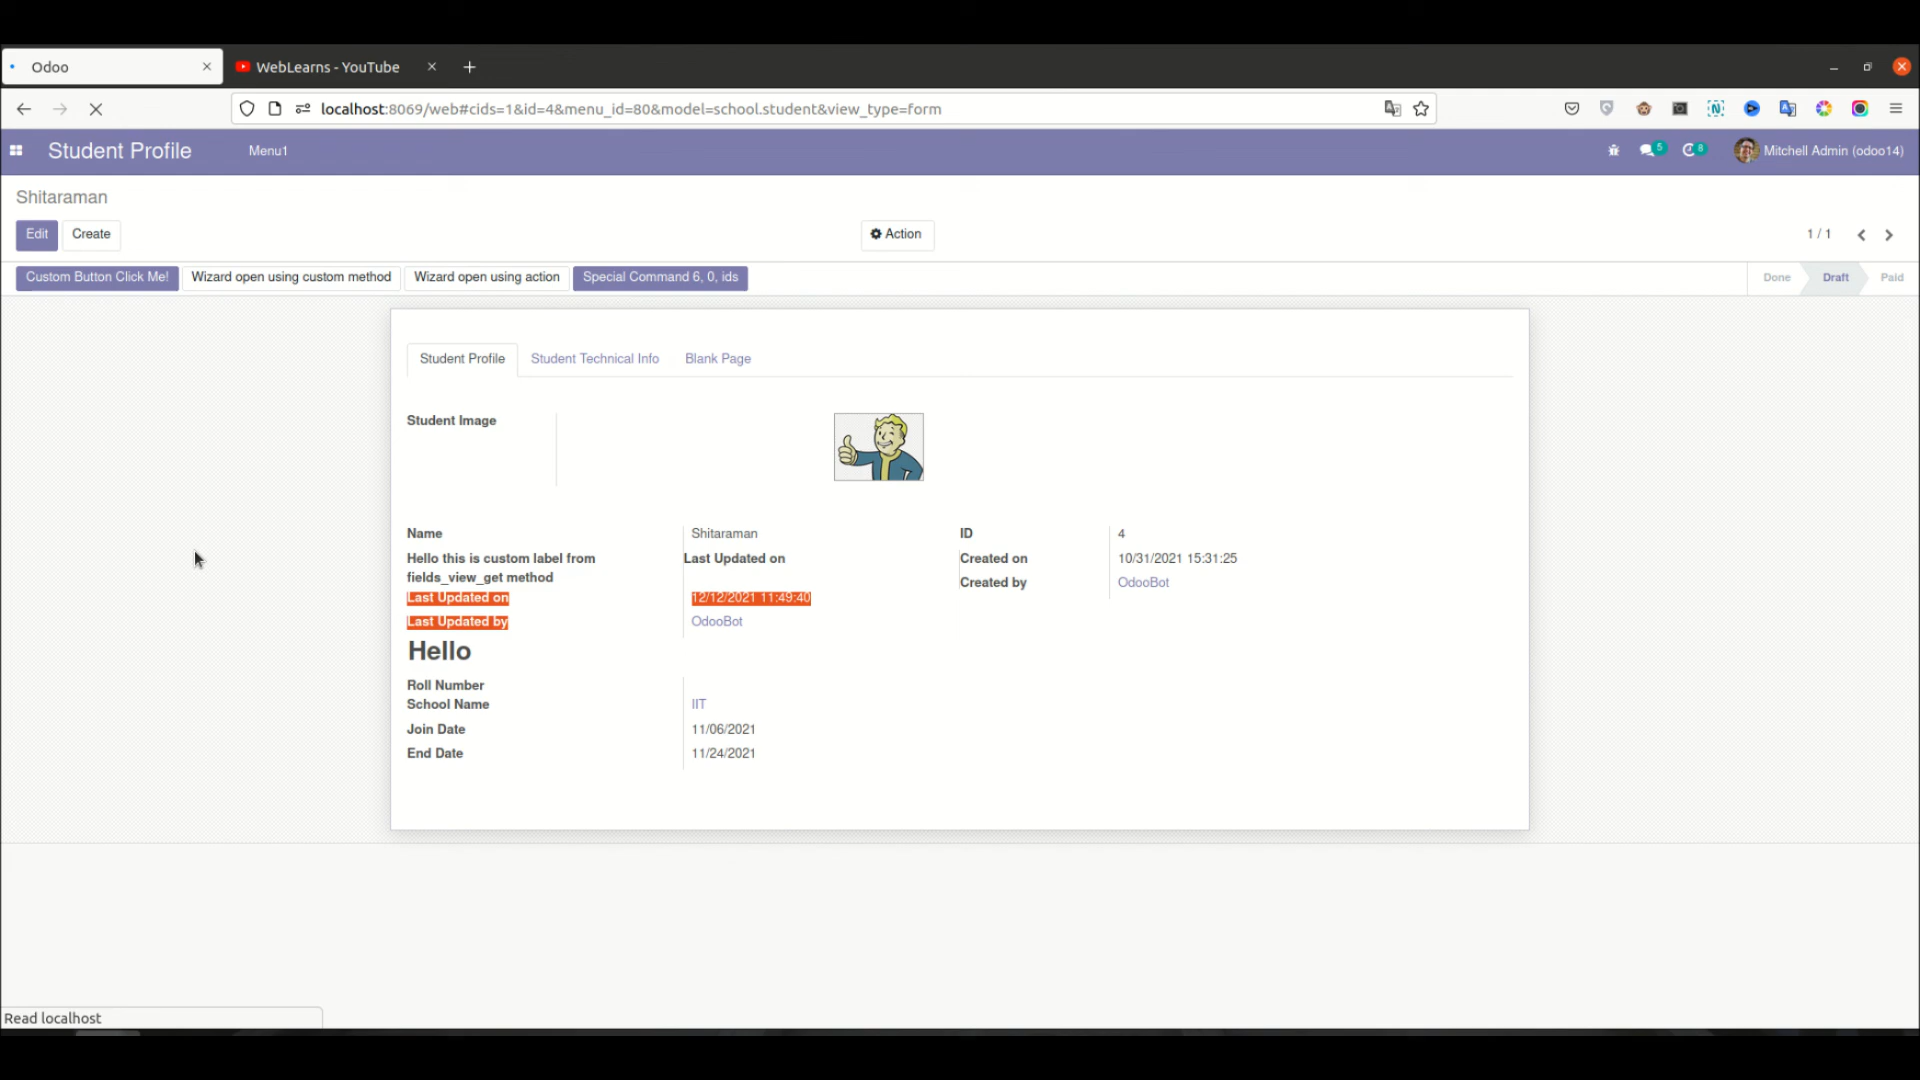 Odoo
WebLearns - YouTube
localhost:8069/web#cids=1&id=4&menu_id=80&model=school.student&view_type=form
Student Profile
Menu1
5
8
Mitchell Admin (odoo14)
Shitaraman
Edit
Create
Action
1 / 1
Custom Button Click Me!
Wizard open using custom method
Wizard open using action
Special Command 6, 0, ids
Done
Draft
Paid
Student Profile
Student Technical Info
Blank Page
Student Image
Name
Shitaraman
ID
4
Hello this is custom label from
fields_view_get method
Last Updated on
Created on
10/31/2021 15:31:25
Created by
OdooBot
Last Updated on
12/12/2021 11:49:40
Last Updated by
OdooBot
Hello
Roll Number
School Name
IIT
Join Date
11/06/2021
End Date
11/24/2021
Read localhost